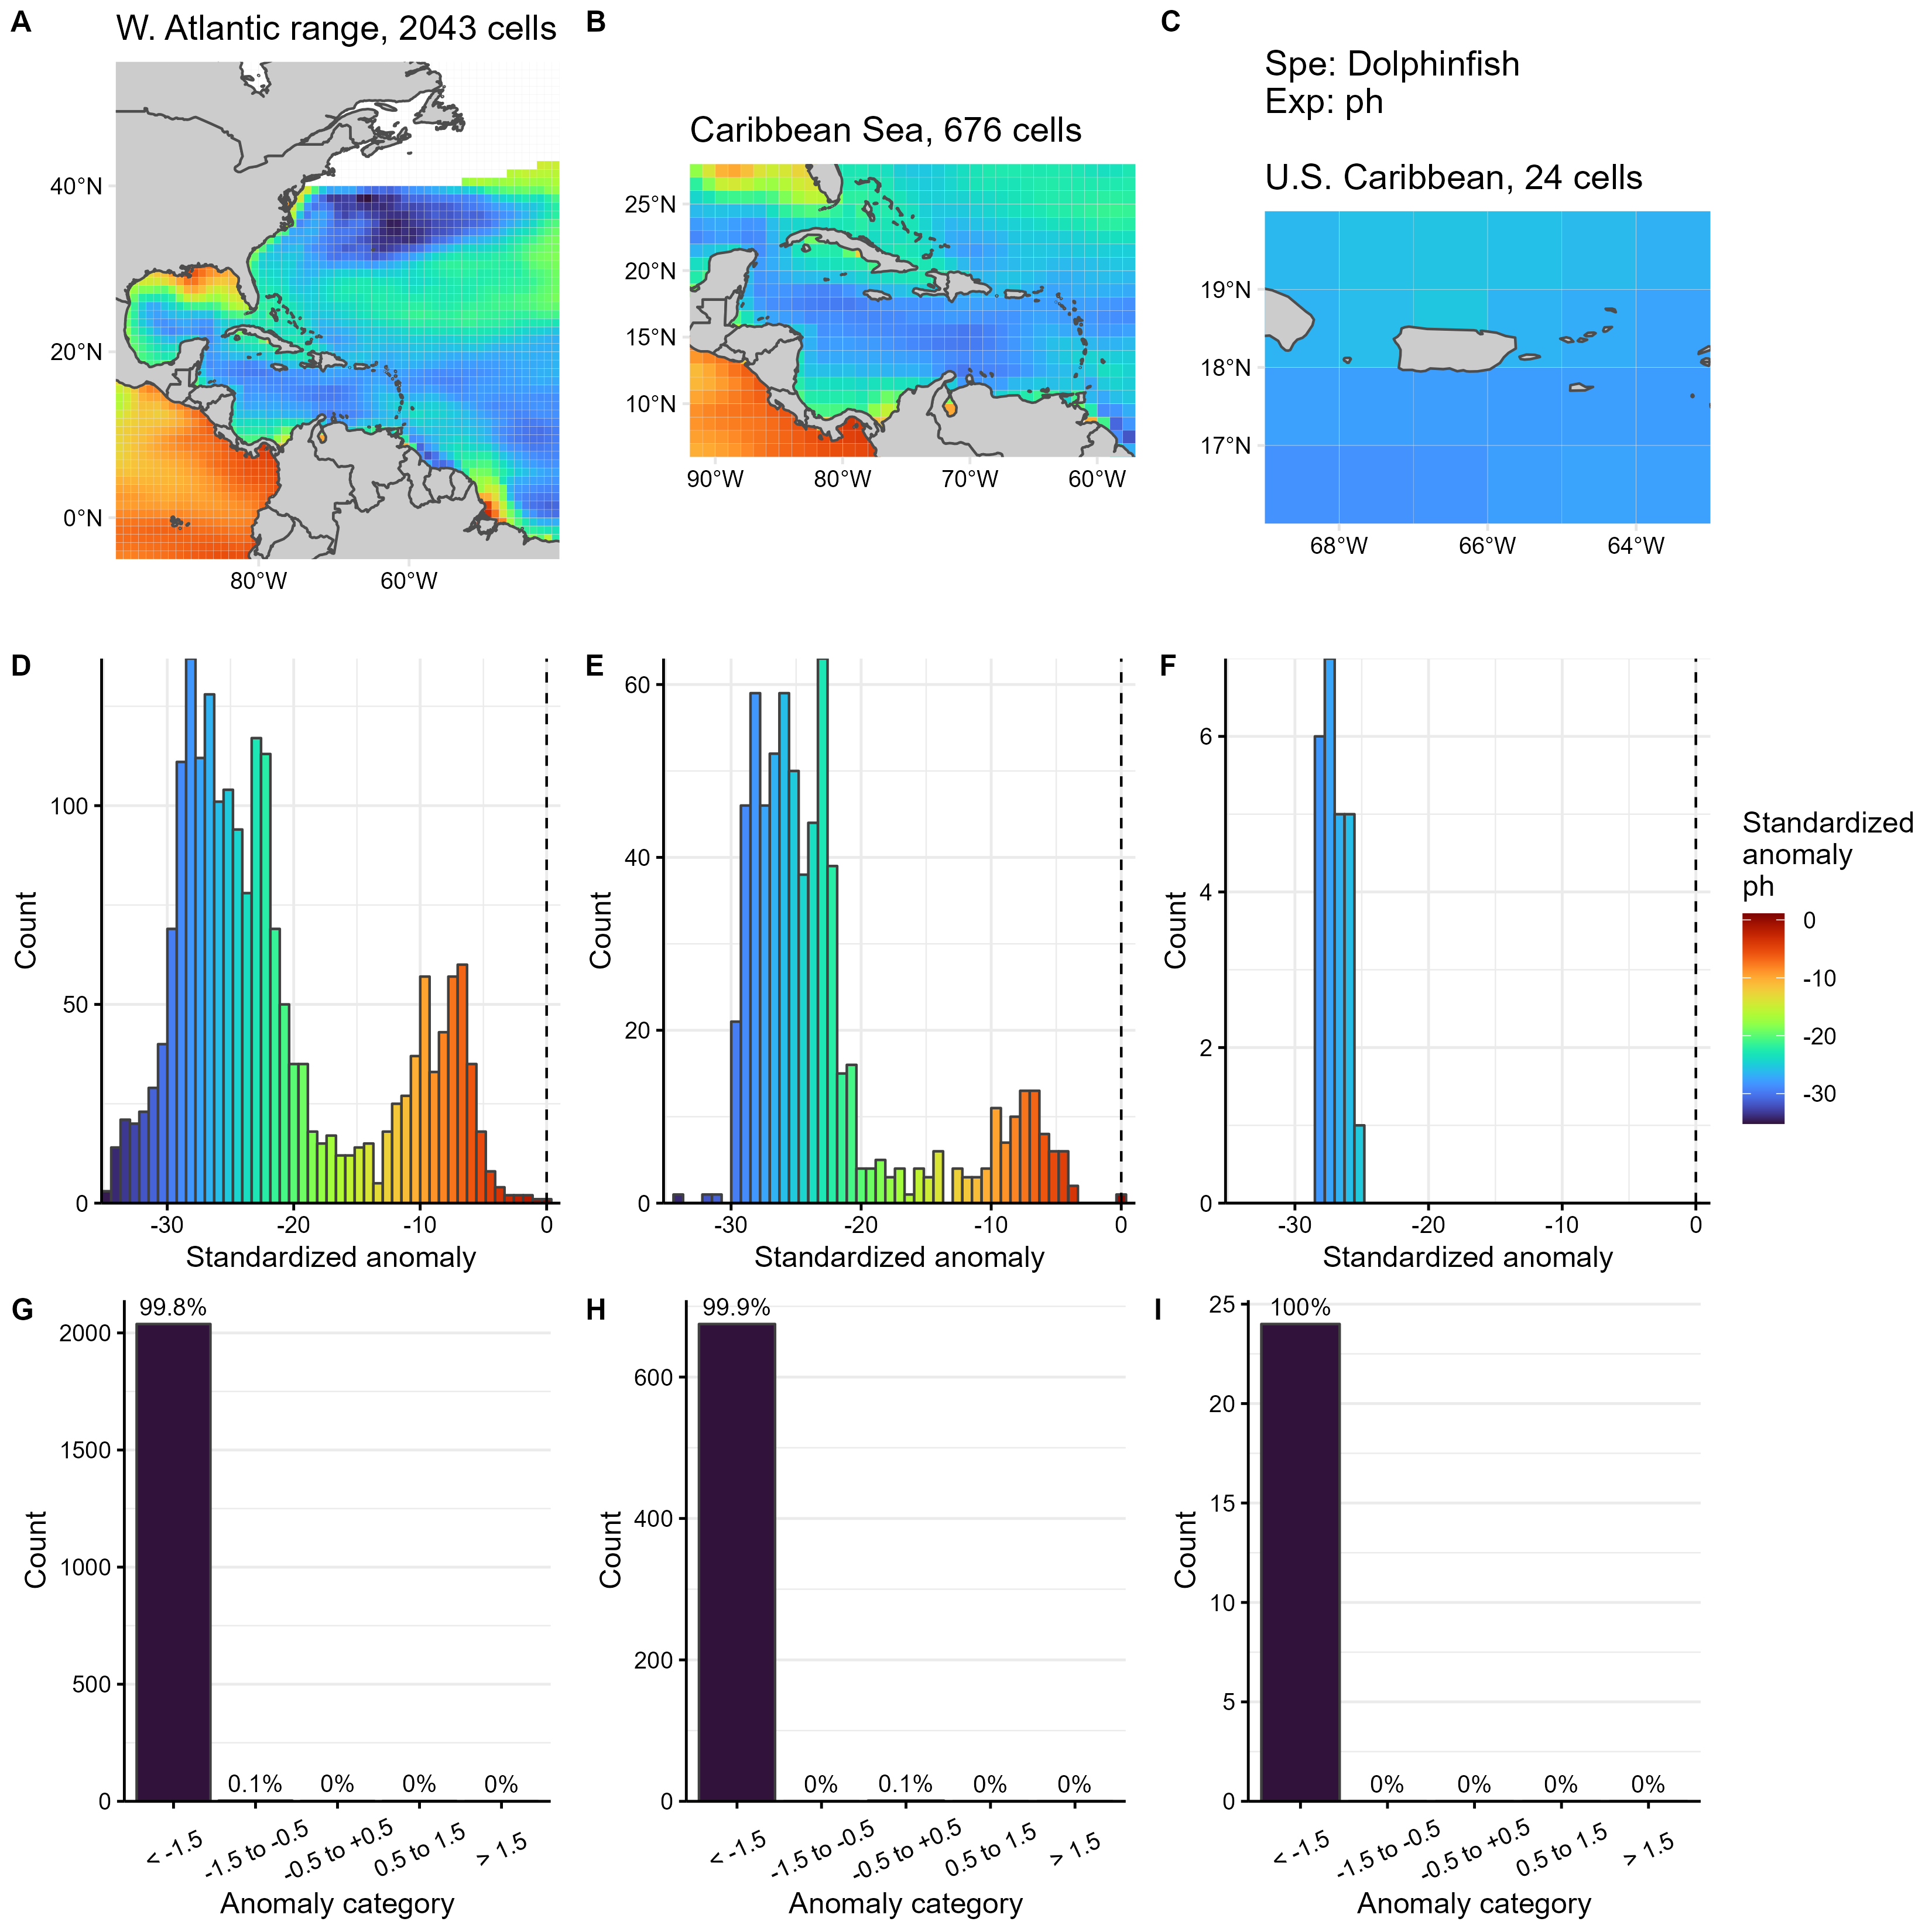 A
W. Atlantic range, 2043 cells
40°N
20°N
0°N
80°W
60°W
B
Caribbean Sea, 676 cells
25°N
20°N
15°N
10°N
90°W
80°W
70°W
60°W
C
Spe: Dolphinfish
Exp: ph
U.S. Caribbean, 24 cells
19°N
18°N
17°N
68°W
66°W
64°W
D
Count
100
50
0
-30
-20
-10
0
Standardized anomaly
E
Count
60
40
20
0
-30
-20
-10
0
Standardized anomaly
F
Count
6
4
2
0
-30
-20
-10
0
Standardized anomaly
Standardized
anomaly
ph
0
-10
-20
-30
G
Count
2000
1500
1000
500
0
99.8%
0.1%
0%
0%
0%
< -1.5
-1.5 to -0.5
-0.5 to +0.5
0.5 to 1.5
> 1.5
Anomaly category
H
Count
600
400
200
0
99.9%
0%
0.1%
0%
0%
< -1.5
-1.5 to -0.5
-0.5 to +0.5
0.5 to 1.5
> 1.5
Anomaly category
I
Count
25
20
15
10
5
0
100%
0%
0%
0%
0%
< -1.5
-1.5 to -0.5
-0.5 to +0.5
0.5 to 1.5
> 1.5
Anomaly category